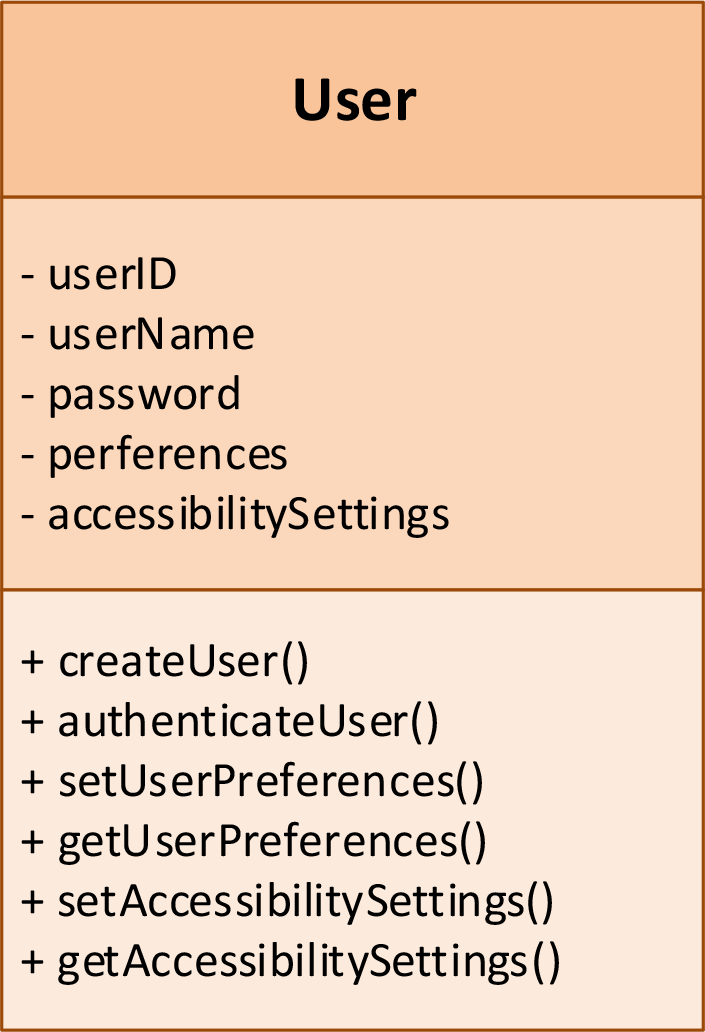 User
- userID
- userName
- password
- perferences
- accessibilitySettings
+ createUser()
+ authenticateUser()
+ setUserPreferences()
+ getUserPreferences()
+ setAccessibilitySettings()
+ getAccessibilitySettings()